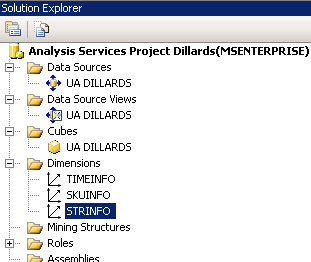 Solution Explorer
Analysis Services Project Dillards(MSENTERPRISE)
Data Sources
UA DILLARDS
Data Source Views
UA DILLARDS
Cubes
UA DILLARDS
Dimensions
TIMEINFO
SKUINFO
STRINFO
Mining Structures
Roles
Assemblies